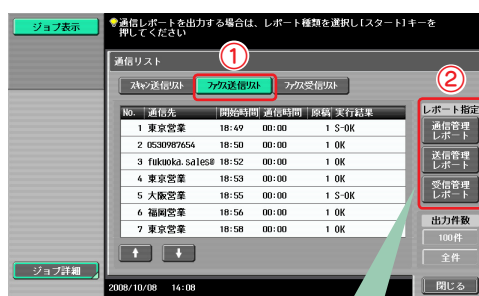 ジョブ表示
通信レポートを出力する場合は、レポート種類を選択し[スタート]キーを
押してください
通信リスト
①
②
スキャン送信リスト ファクス送信リスト ファクス受信リスト
レポート指定
No. 通信先 開始時間 通信時間 原稿 実行結果
1 東京営業 18:49 00:00 1 S-OK
2 0530987654 18:50 00:00 1 OK
3 fukuoka.sales@ 18:52 00:00 1 OK
4 東京営業 18:53 00:00 1 OK
5 大阪営業 18:55 00:00 1 S-OK
6 福岡営業 18:56 00:00 1 OK
7 東京営業 18:58 00:00 1 OK
通信管理
レポート
送信管理
レポート
受信管理
レポート
出力件数
100件
全件
ジョブ詳細
2008/10/08 14:08
閉じる